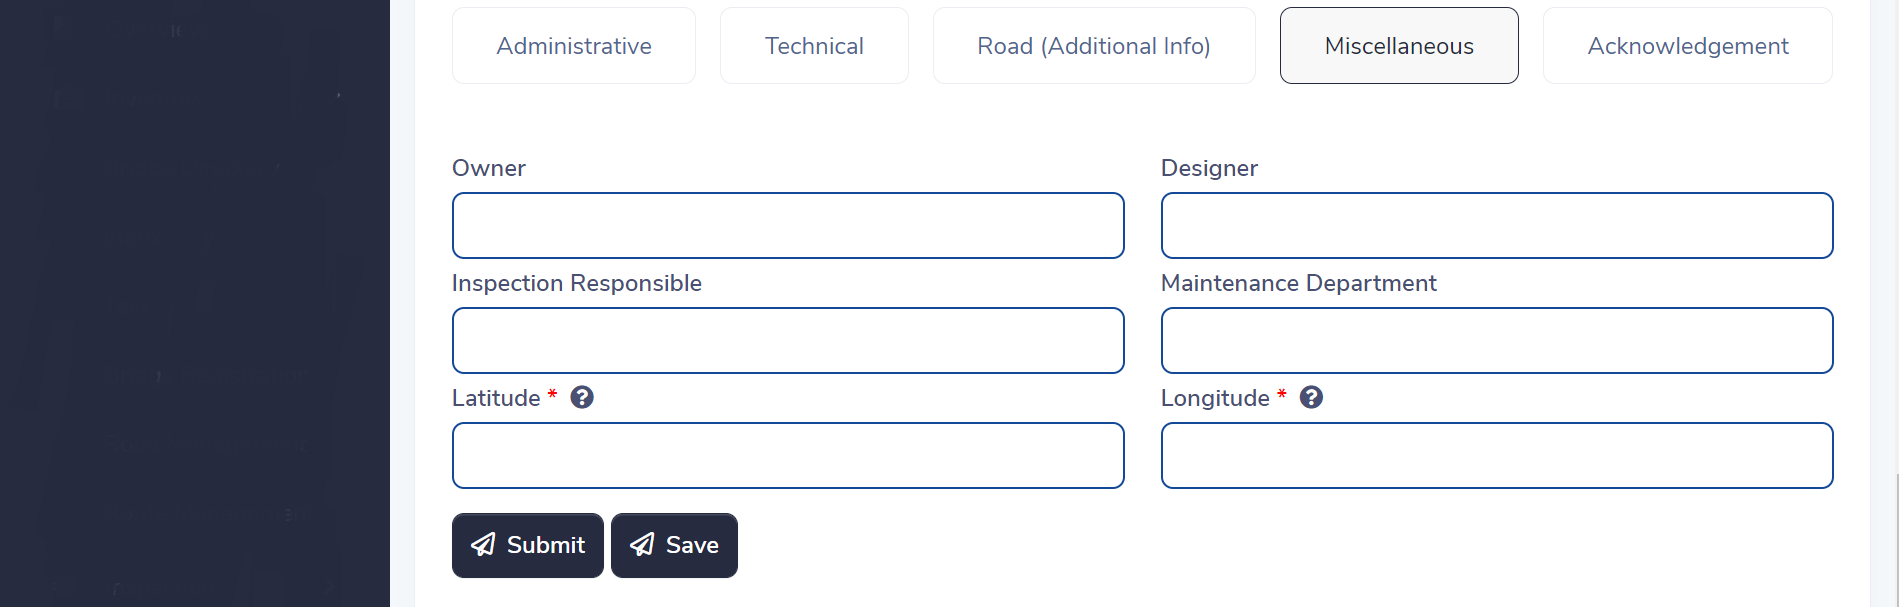 Administrative Technical Road (Additional Info) Miscellaneous Acknowledgement
Owner Designer
Inspection Responsible Maintenance Department
Latitude * Longitude *
Submit Save